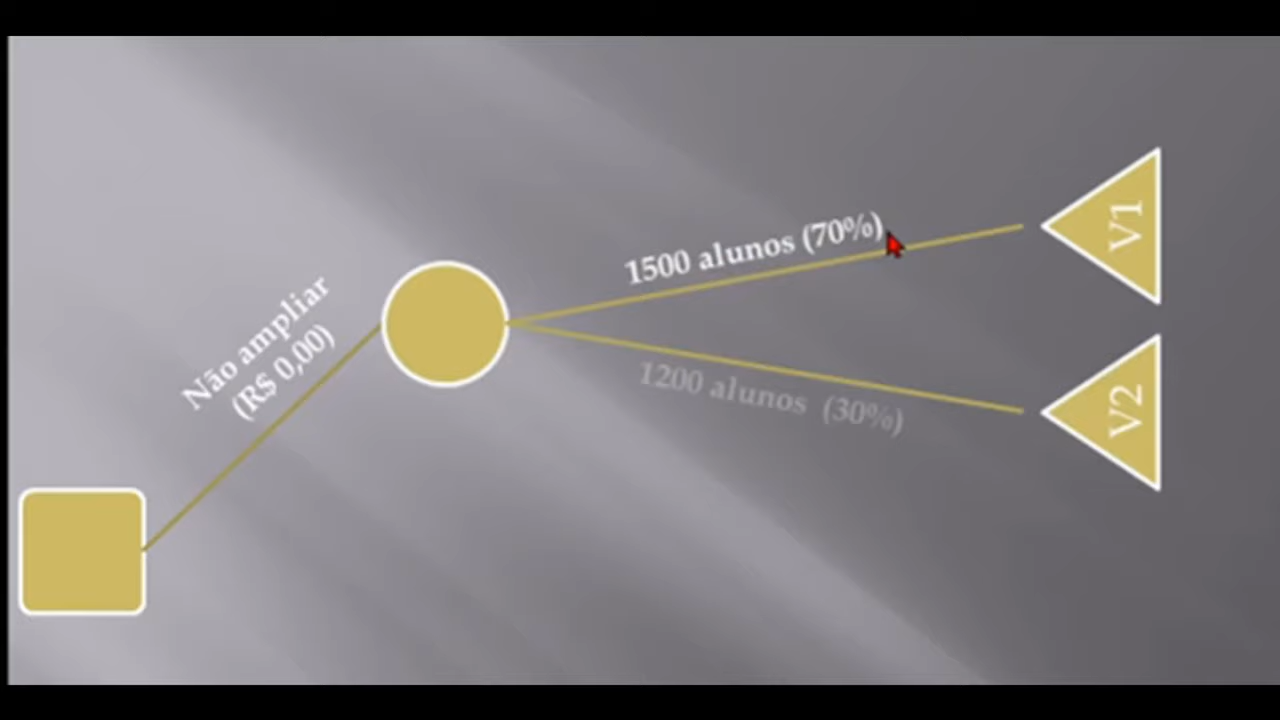 Não ampliar
(R$ 0,00)
1500 alunos (70%)
1200 alunos (30%)
V1
V2